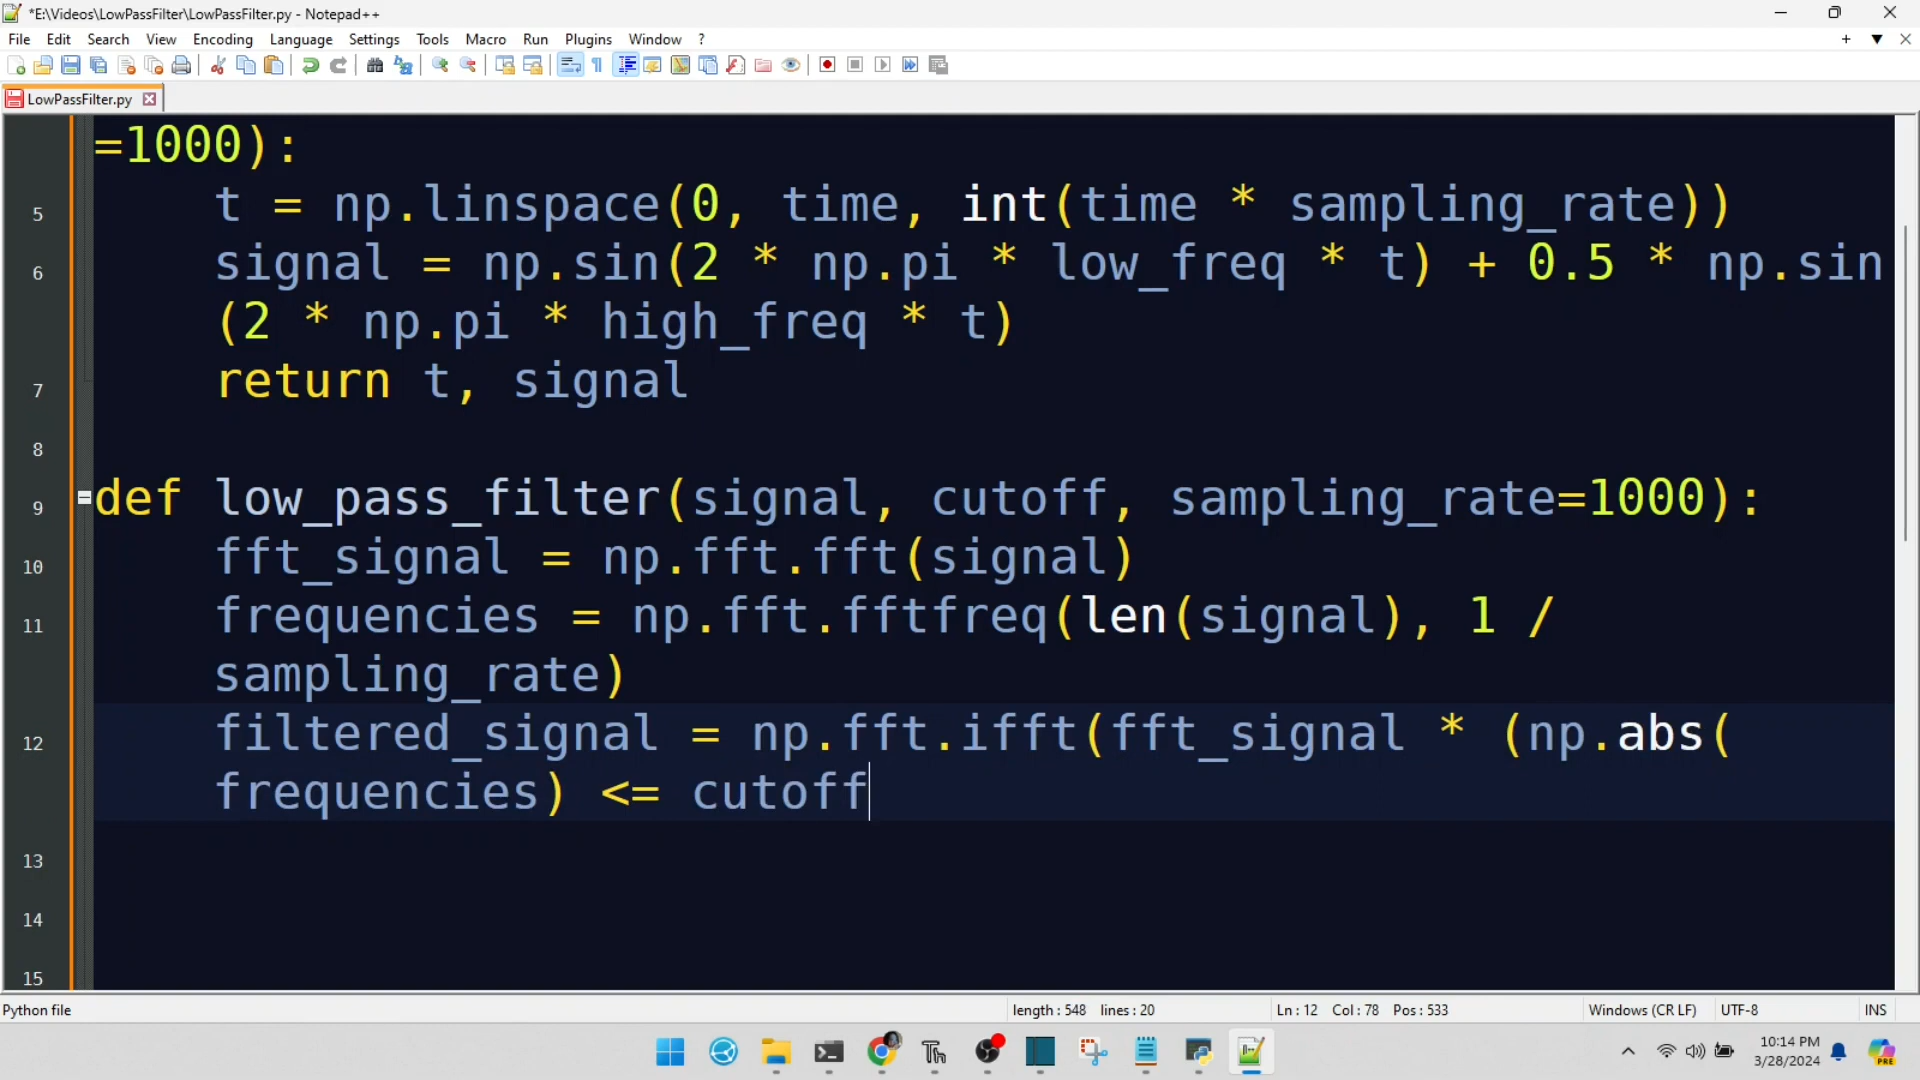 *E:\Videos\LowPassFilter\LowPassFilter.py - Notepad++
File Edit Search View Encoding Language Settings Tools Macro Run Plugins Window ?
LowPassFilter.py
=1000):
5 t = np.linspace(0, time, int(time * sampling_rate))
6 signal = np.sin(2 * np.pi * low_freq * t) + 0.5 * np.sin
(2 * np.pi * high_freq * t)
7 return t, signal
8
9 def low_pass_filter(signal, cutoff, sampling_rate=1000):
10 fft_signal = np.fft.fft(signal)
11 frequencies = np.fft.fftfreq(len(signal), 1 /
sampling_rate)
12 filtered_signal = np.fft.ifft(fft_signal * (np.abs(
frequencies) <= cutoff
13
14
15
Python file length : 548 lines : 20 Ln : 12 Col : 78 Pos : 533 Windows (CR LF) UTF-8 INS
10:14 PM
3/28/2024
PRE